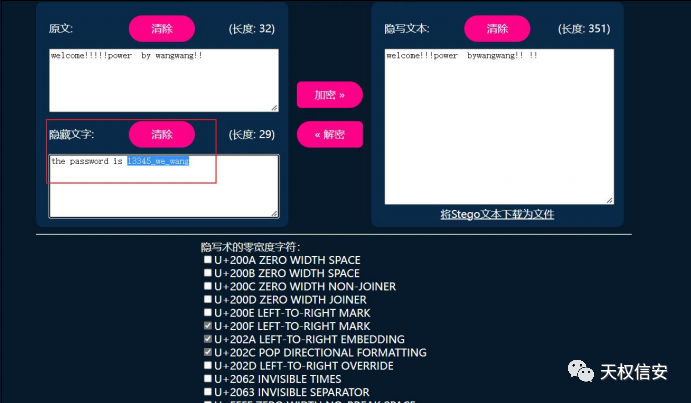 原文: 清除 (长度: 32)
welcome!!!!!power  by wangwang!!
隐藏文字: 清除 (长度: 29)
the password is 13345_we_wang
加密 »
« 解密
隐写文本: 清除 (长度: 351)
welcome!!!power  bywangwang!! !!
将Stego文本下载为文件
隐写术的零宽度字符:
U+200A ZERO WIDTH SPACE
U+200B ZERO WIDTH SPACE
U+200C ZERO WIDTH NON-JOINER
U+200D ZERO WIDTH JOINER
U+200E LEFT-TO-RIGHT MARK
U+200F LEFT-TO-RIGHT MARK
U+202A LEFT-TO-RIGHT EMBEDDING
U+202C POP DIRECTIONAL FORMATTING
U+202D LEFT-TO-RIGHT OVERRIDE
U+2062 INVISIBLE TIMES
U+2063 INVISIBLE SEPARATOR
天权信安